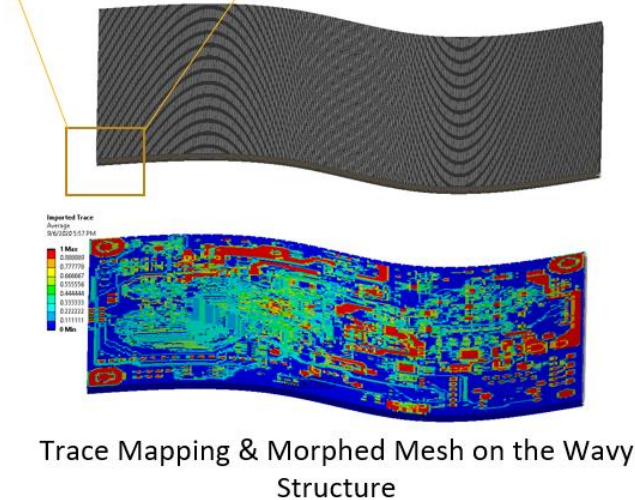 Imported Trace
Average
9/6/2020 5:57 PM
1 Max
0.888889
0.777778
0.666667
0.555556
0.444444
0.333333
0.222222
0.111111
0 Min
Trace Mapping & Morphed Mesh on the Wavy
Structure